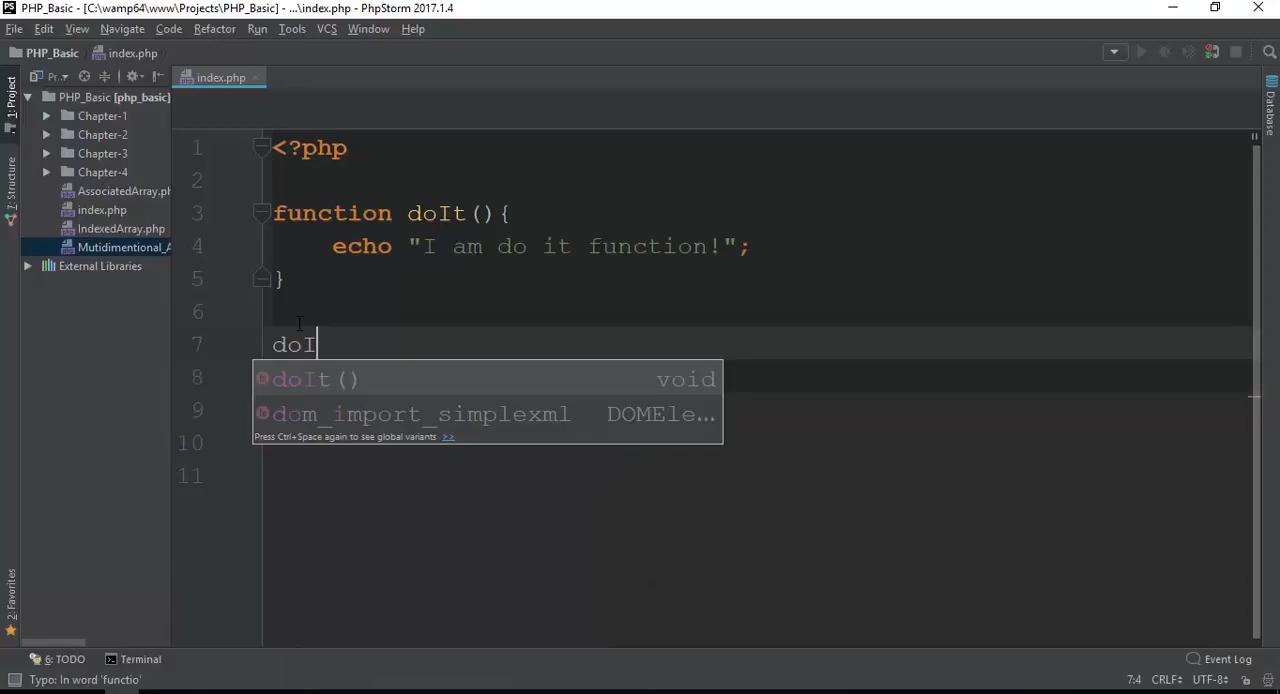 PS PHP_Basic - [C:\wamp64\www\Projects\PHP_Basic] - ...\index.php - PhpStorm 2017.1.4
File Edit View Navigate Code Refactor Run Tools VCS Window Help
PHP_Basic index.php
1: Project
Pr.. index.php
PHP_Basic [php_basic]
Chapter-1
Chapter-2
Chapter-3
Chapter-4
AssociatedArray.ph
index.php
IndexedArray.php
Mutidimentional_A
External Libraries
7: Structure
2: Favorites
Database
1 <?php
2
3 function doIt(){
4 echo "I am do it function!";
5 }
6
7 doI
8 doIt() void
9 dom_import_simplexml DOMEle...
Press Ctrl+Space again to see global variants >>
10
11
6: TODO Terminal Event Log
Typo: In word 'functio' 7:4 CRLF UTF-8